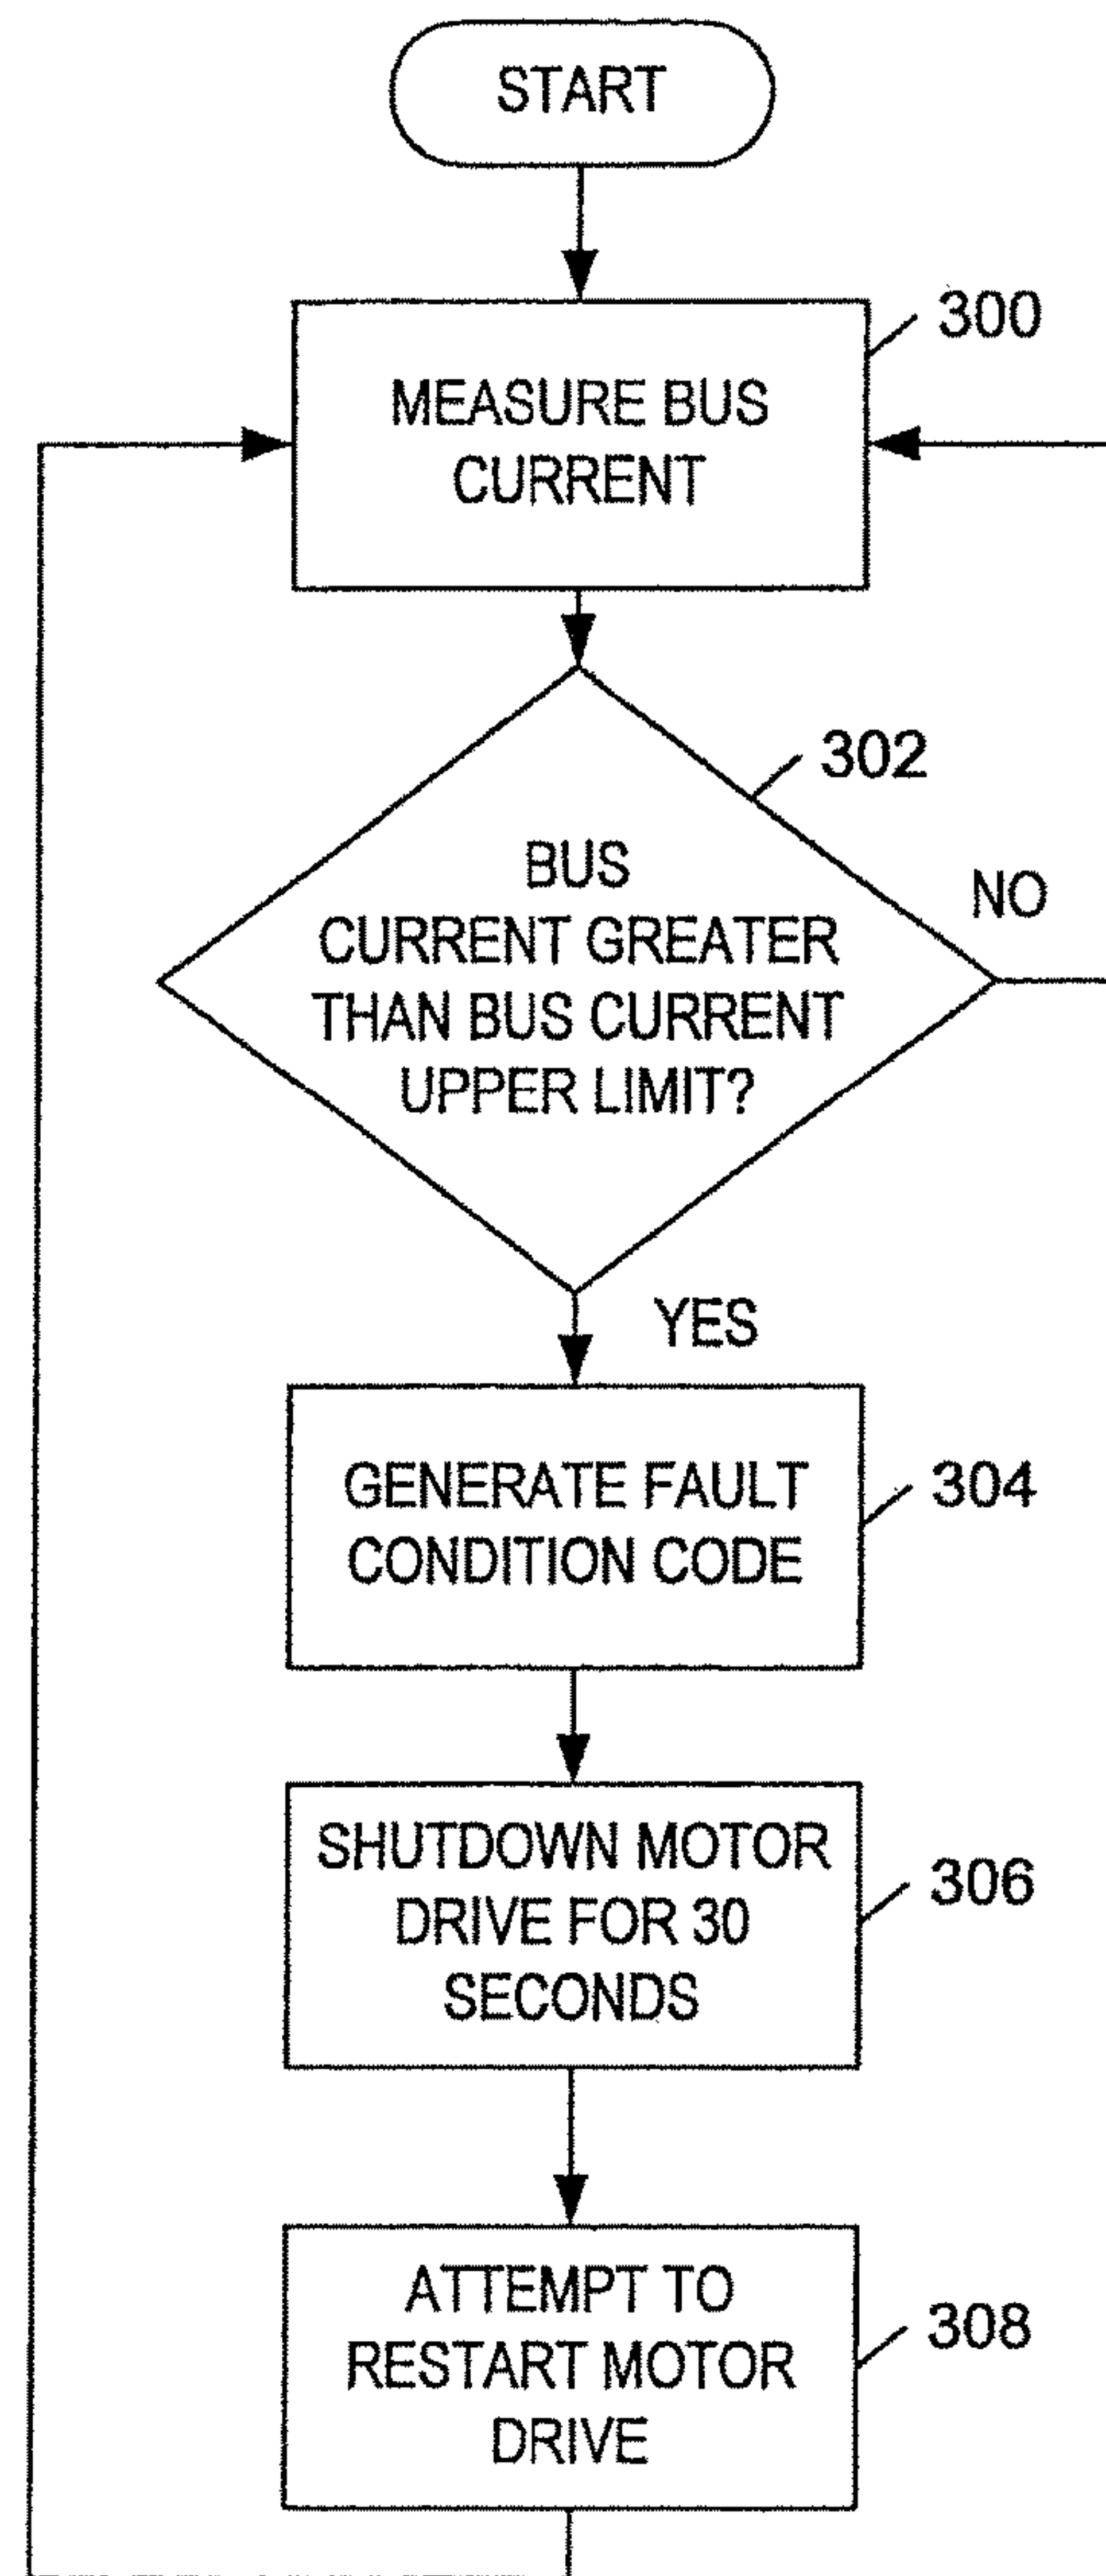 START
300
MEASURE BUS
CURRENT
302
BUS
CURRENT GREATER
THAN BUS CURRENT
UPPER LIMIT?
NO
YES
GENERATE FAULT
CONDITION CODE
304
SHUTDOWN MOTOR
DRIVE FOR 30
SECONDS
306
ATTEMPT TO
RESTART MOTOR
DRIVE
308